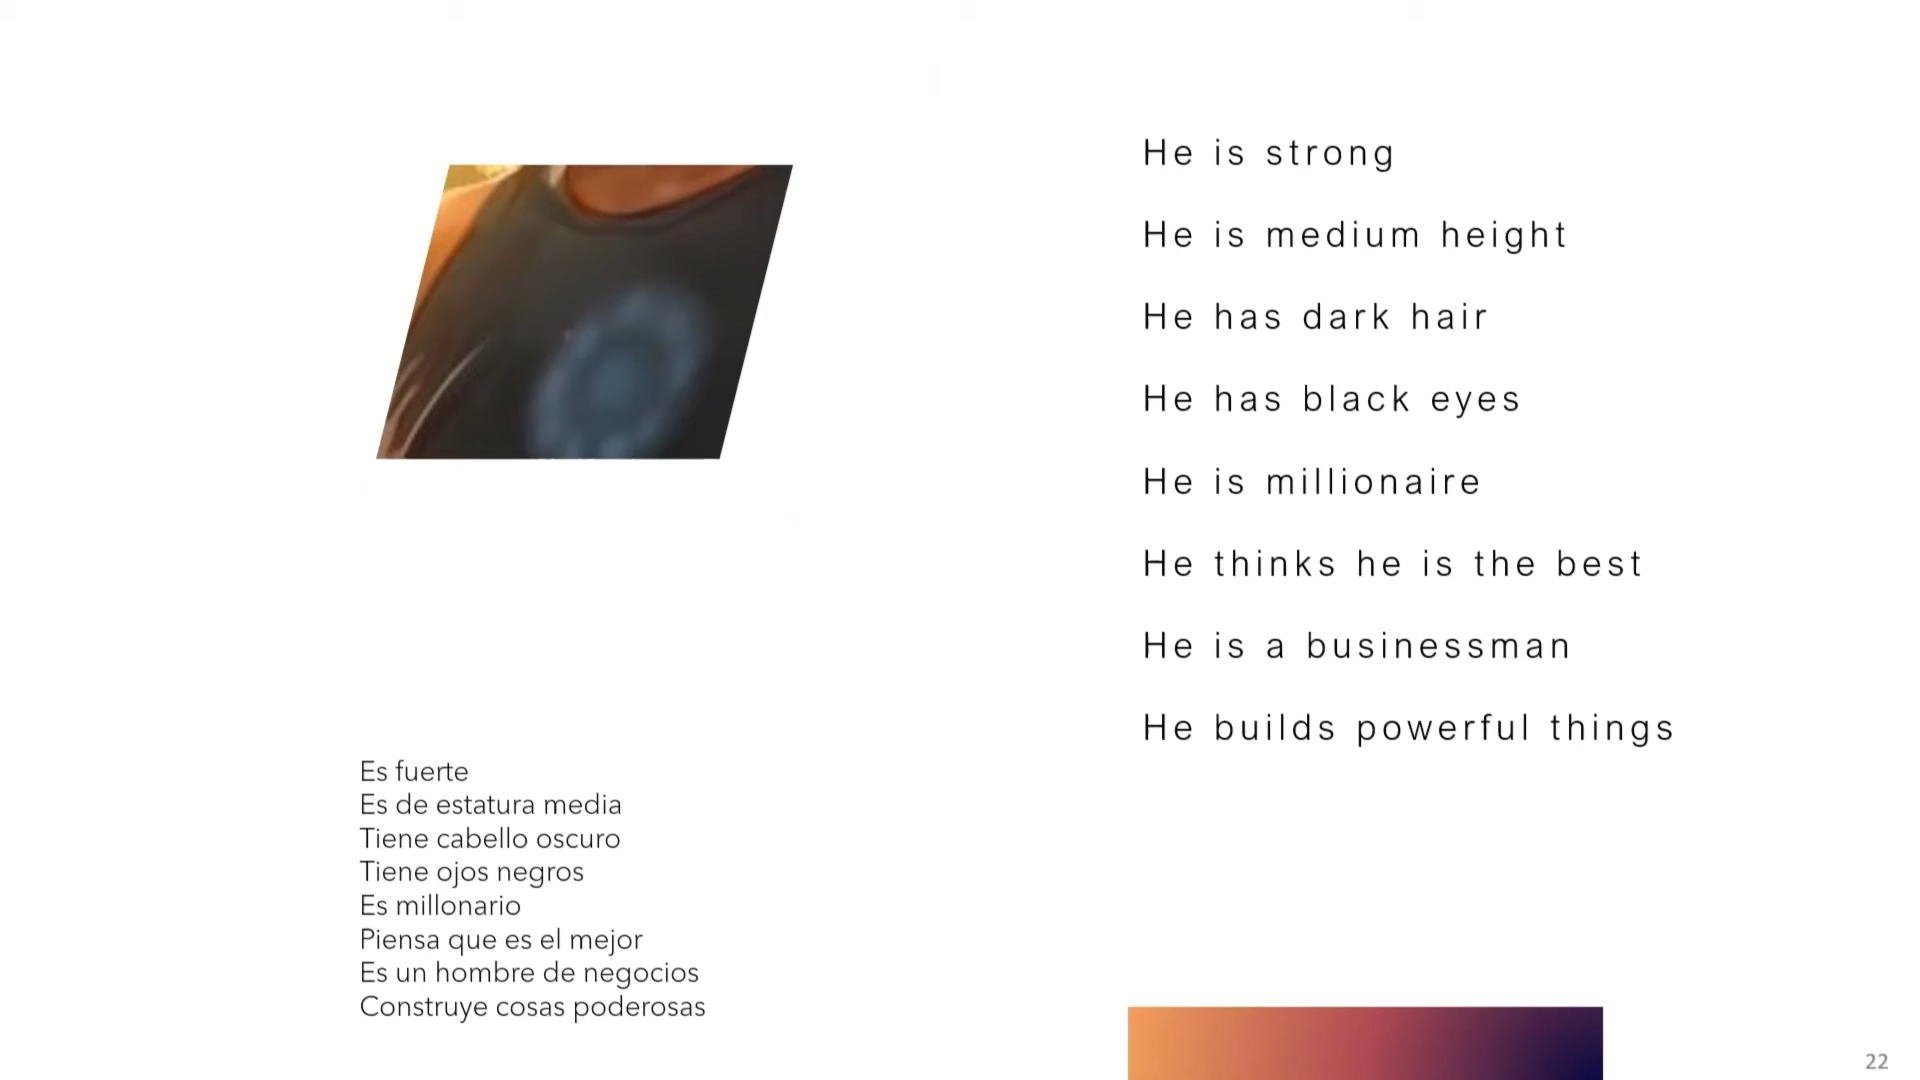 He is strong
He is medium height
He has dark hair
He has black eyes
He is millionaire
He thinks he is the best
He is a businessman
He builds powerful things
Es fuerte
Es de estatura media
Tiene cabello oscuro
Tiene ojos negros
Es millonario
Piensa que es el mejor
Es un hombre de negocios
Construye cosas poderosas
22